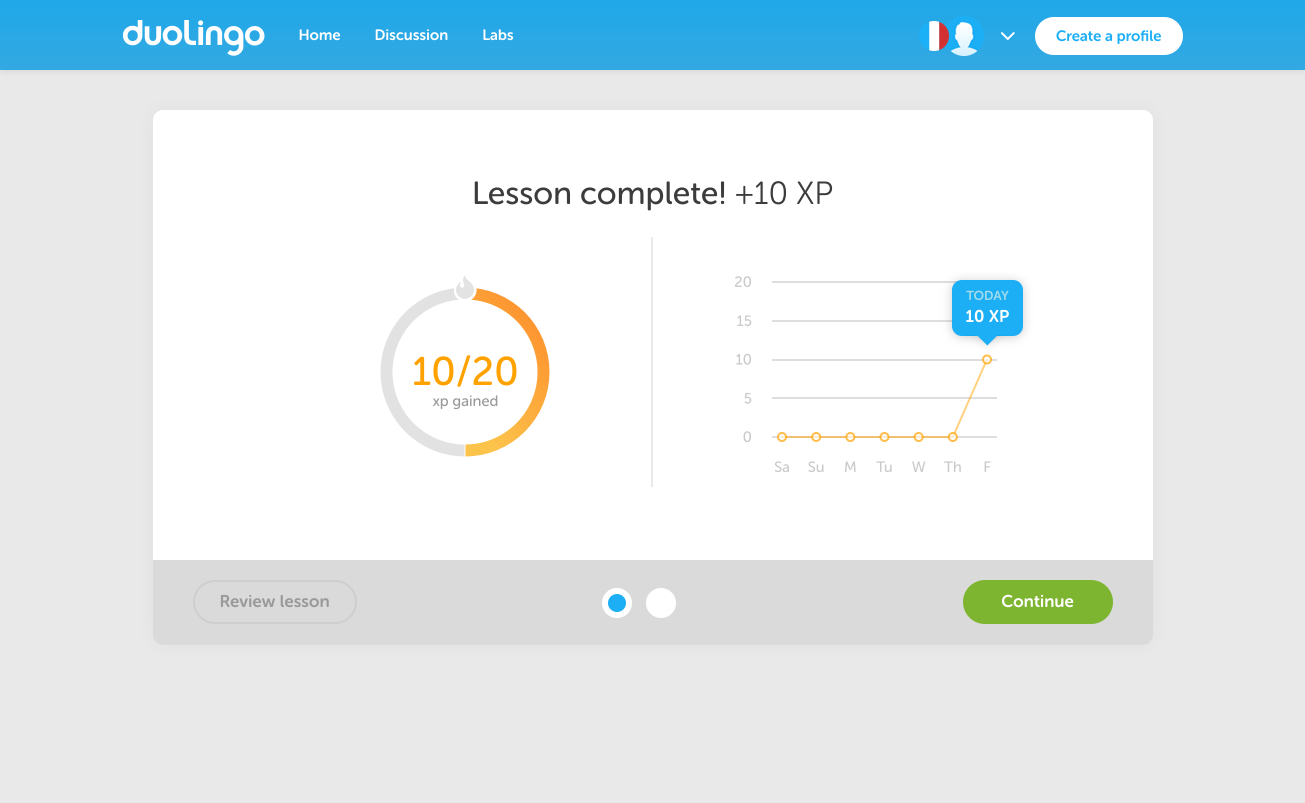 duolingo
Home Discussion Labs
Create a profile
Lesson complete! +10 XP
10/20
xp gained
20
15
10
5
0
TODAY
10 XP
Sa Su M Tu W Th F
Review lesson
Continue